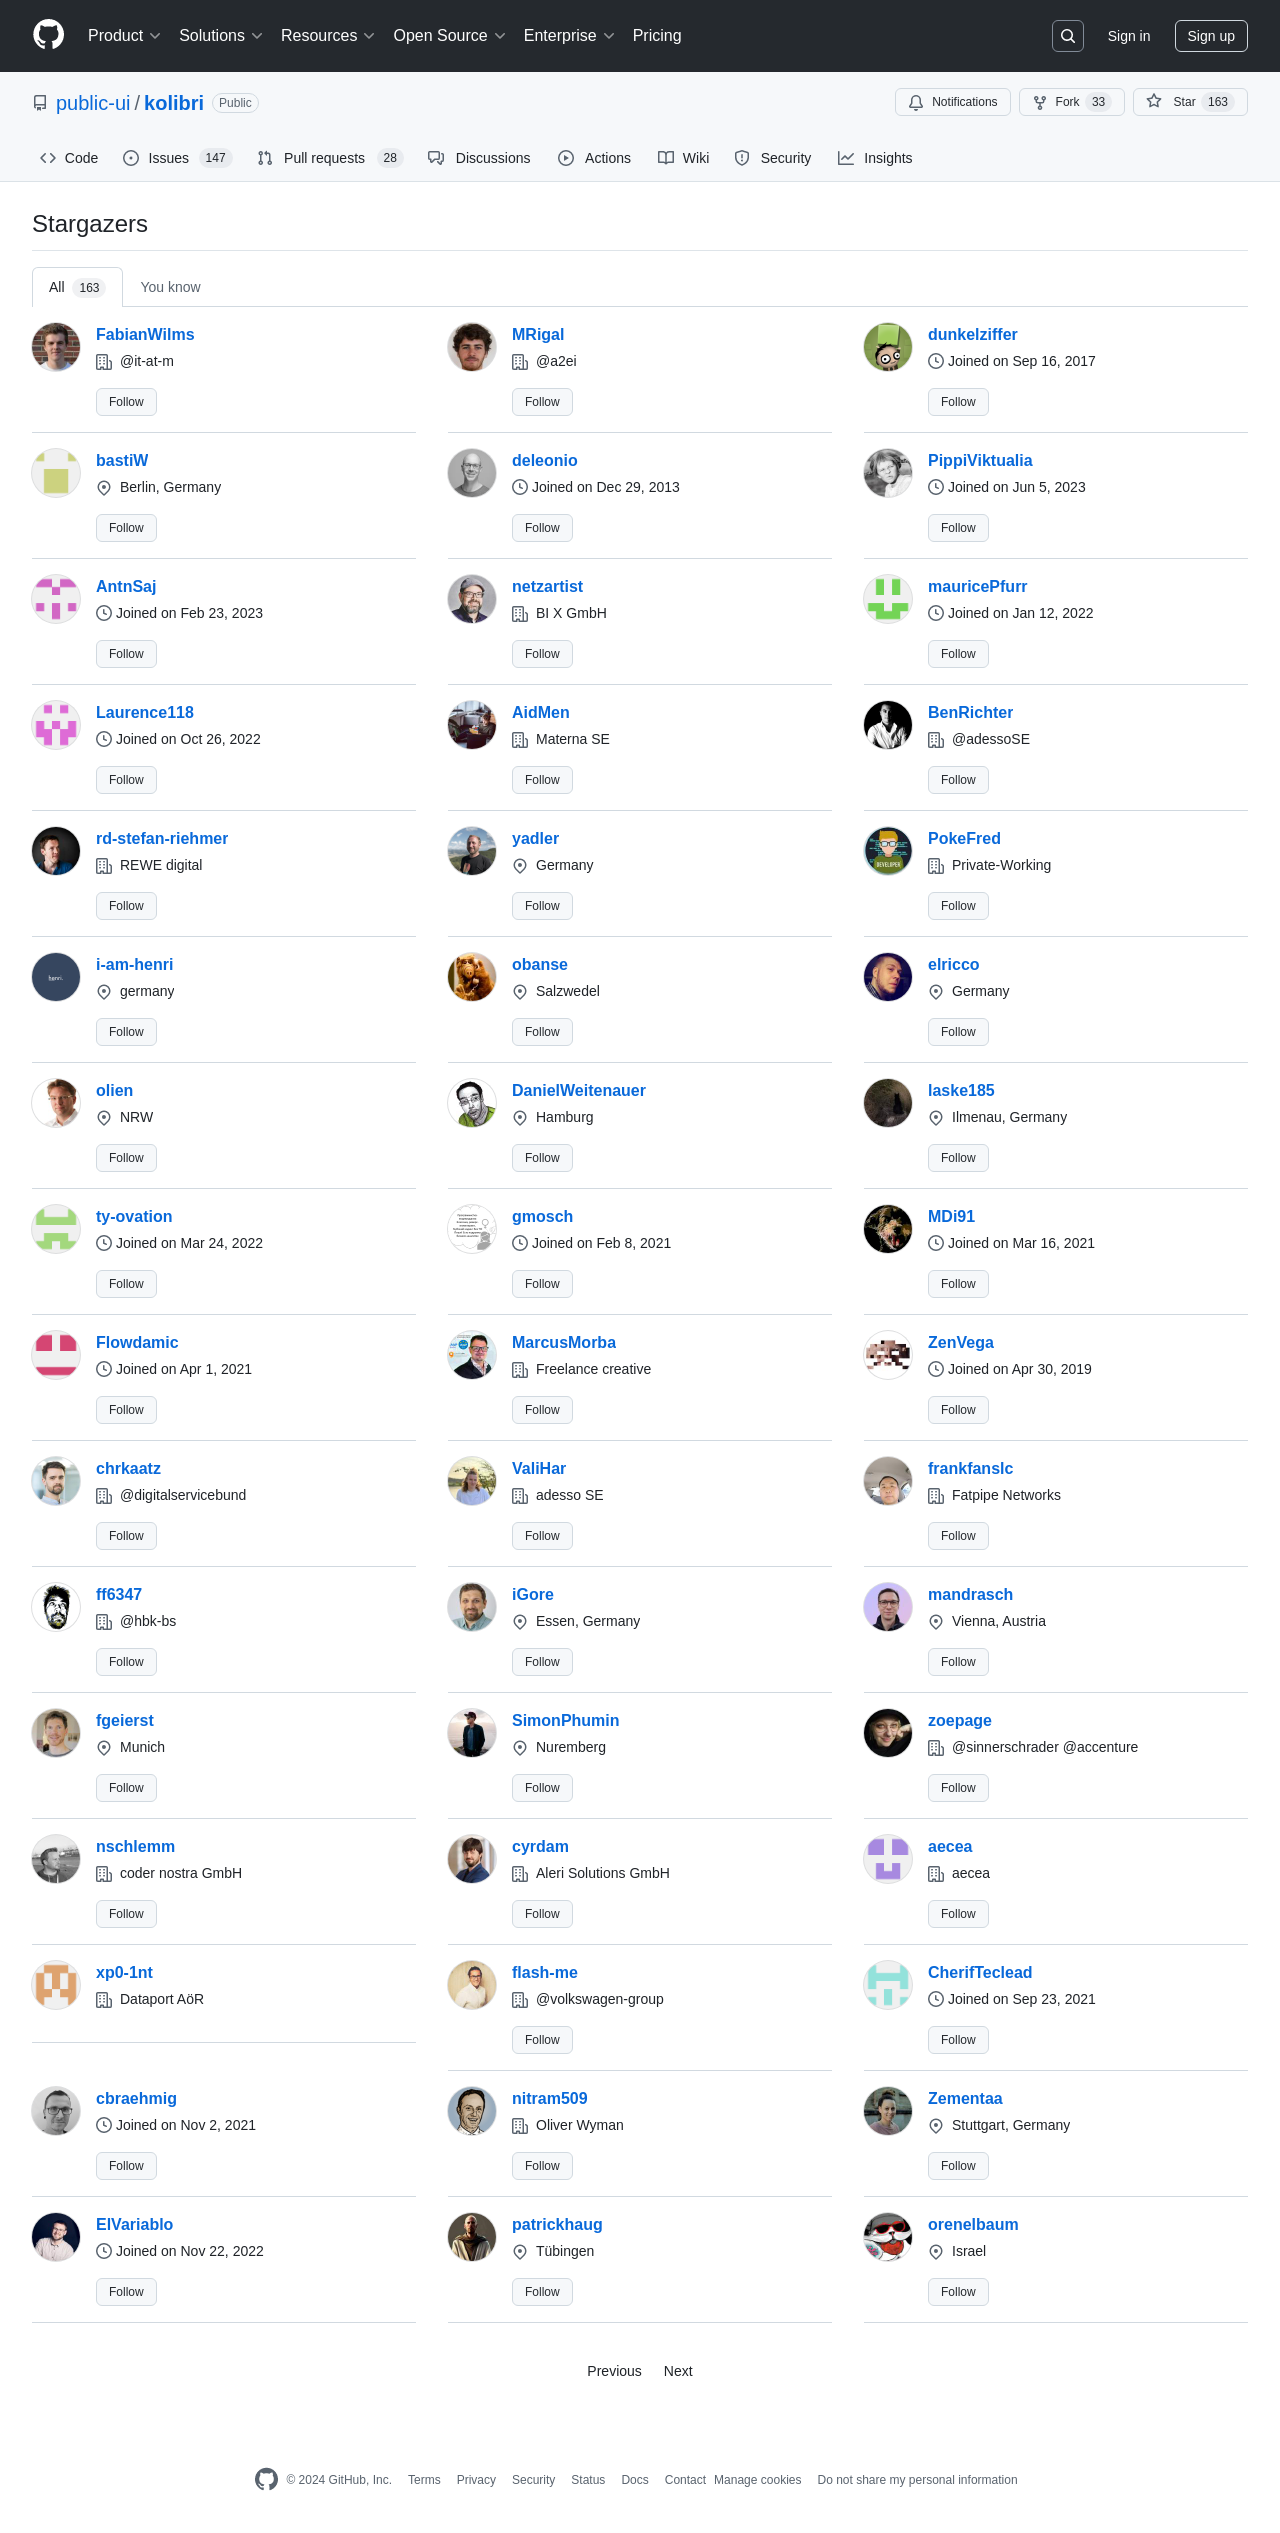 Product Solutions Resources Open Source Enterprise Pricing Sign in Sign up
public-ui / kolibri Public Notifications Fork 33 Star 163
Code Issues 147 Pull requests 28 Discussions Actions Wiki Security Insights
Stargazers
All 163 You know
FabianWilms MRigal dunkelziffer
@it-at-m @a2ei Joined on Sep 16, 2017
Follow Follow Follow
bastiW deleonio PippiViktualia
Berlin, Germany Joined on Dec 29, 2013 Joined on Jun 5, 2023
Follow Follow Follow
AntnSaj netzartist mauricePfurr
Joined on Feb 23, 2023 BI X GmbH Joined on Jan 12, 2022
Follow Follow Follow
Laurence118 AidMen BenRichter
Joined on Oct 26, 2022 Materna SE @adessoSE
Follow Follow Follow
rd-stefan-riehmer yadler PokeFred
REWE digital Germany Private-Working
Follow Follow Follow
i-am-henri obanse elricco
germany Salzwedel Germany
Follow Follow Follow
olien DanielWeitenauer laske185
NRW Hamburg Ilmenau, Germany
Follow Follow Follow
ty-ovation gmosch MDi91
Joined on Mar 24, 2022 Joined on Feb 8, 2021 Joined on Mar 16, 2021
Follow Follow Follow
Flowdamic MarcusMorba ZenVega
Joined on Apr 1, 2021 Freelance creative Joined on Apr 30, 2019
Follow Follow Follow
chrkaatz ValiHar frankfanslc
@digitalservicebund adesso SE Fatpipe Networks
Follow Follow Follow
ff6347 iGore mandrasch
@hbk-bs Essen, Germany Vienna, Austria
Follow Follow Follow
fgeierst SimonPhumin zoepage
Munich Nuremberg @sinnerschrader @accenture
Follow Follow Follow
nschlemm cyrdam aecea
coder nostra GmbH Aleri Solutions GmbH aecea
Follow Follow Follow
xp0-1nt flash-me CherifTeclead
Dataport AöR @volkswagen-group Joined on Sep 23, 2021
Follow Follow
cbraehmig nitram509 Zementaa
Joined on Nov 2, 2021 Oliver Wyman Stuttgart, Germany
Follow Follow Follow
ElVariablo patrickhaug orenelbaum
Joined on Nov 22, 2022 Tübingen Israel
Follow Follow Follow
Previous Next
© 2024 GitHub, Inc. Terms Privacy Security Status Docs Contact Manage cookies Do not share my personal information